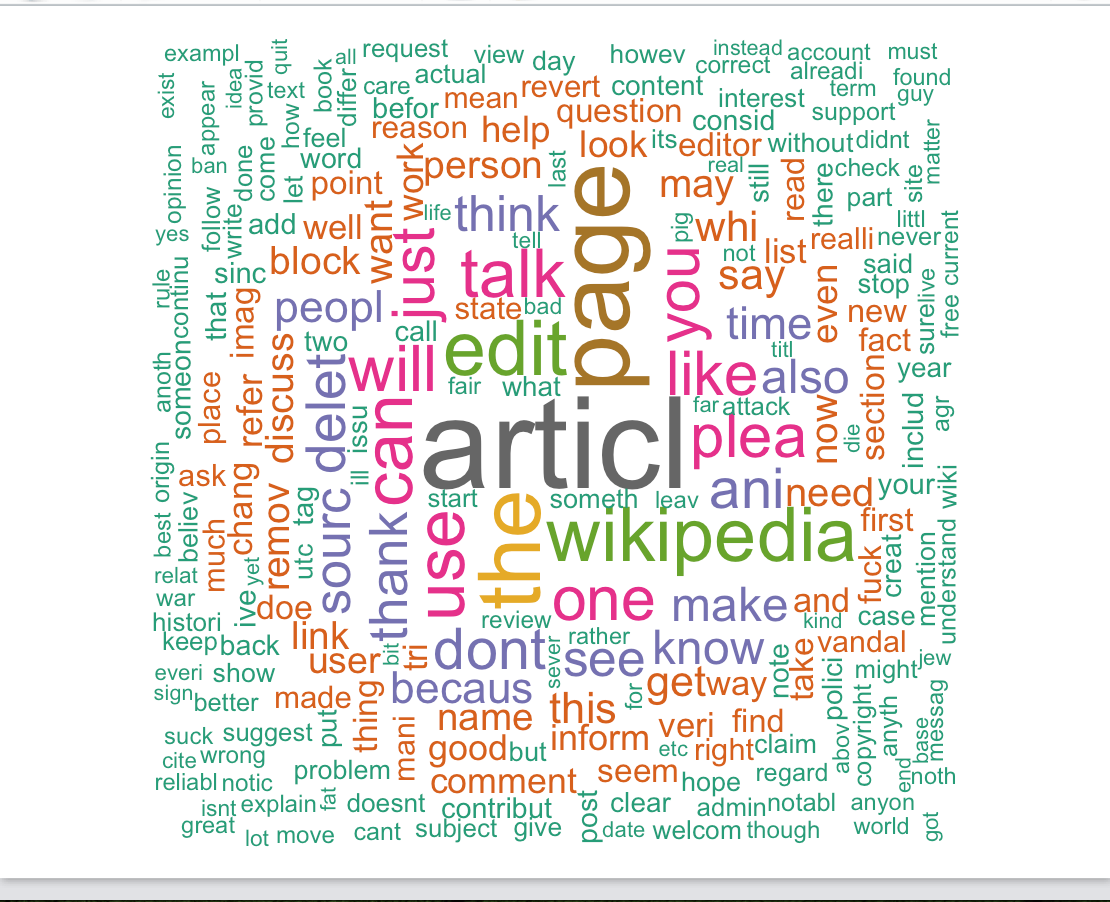 exampl quit all request view day howev instead account must
exist idea provid text book differ care actual correct alreadi found
appear how befor mean revert content interest term guy
feel reason help question consid support
ban done come word person last look its editor without didnt matter
opinion let point work real still read there check site
yes follow write add well want life think page pig may part
tell you whi not list realli littl never
rule continu sinc block just talk say even said stop surelive free current
that imag peopl state bad time new
two call edit titl fact
anoth someon place refer discuss delet will fair what like also section year
can issu articl far attack plea now die includ agr
best origin believ ask chang ill start someth leav ani need your wiki
much remov tag utc sourc thank use the wikipedia first
relat yet fuck creat mention understand
war ive doe one make and kind case
histori keep back link review rather know vandal
everi show user bit tri dont sever see note take polici might jew
sign better made becaus for get way
suck suggest put thing mani name this veri find abov copyright anyth base messag
cite wrong good but inform etc right claim
reliabl notic problem comment seem hope regard end noth
isnt explain fat doesnt contribut post clear admin notabl anyon
great lot move cant subject give date welcom though world got